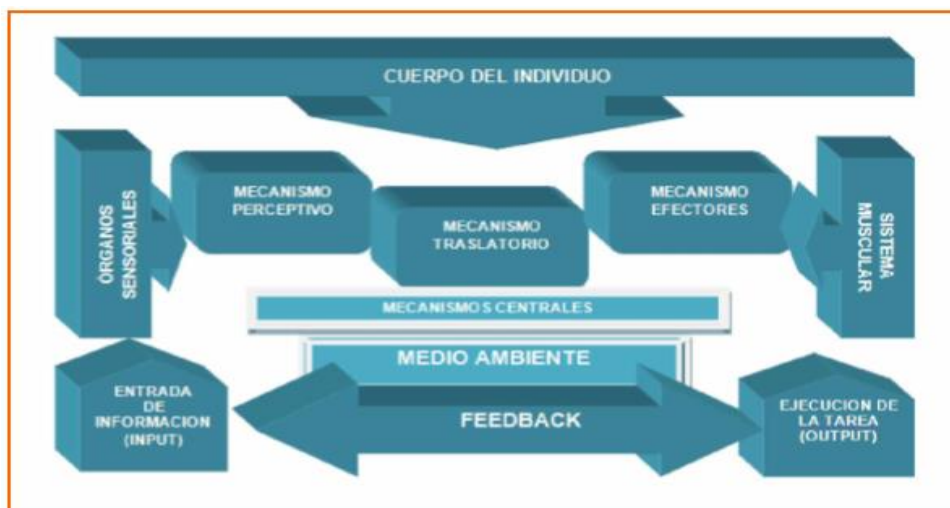 CUERPO DEL INDIVIDUO
ÓRGANOS
SENSORIALES
MECANISMO
PERCEPTIVO
MECANISMO
TRASLATORIO
MECANISMO
EFECTORES
SISTEMA
MUSCULAR
MECANISMOS CENTRALES
MEDIO AMBIENTE
ENTRADA
DE
INFORMACION
(INPUT)
FEEDBACK
EJECUCION DE
LA TAREA
(OUTPUT)